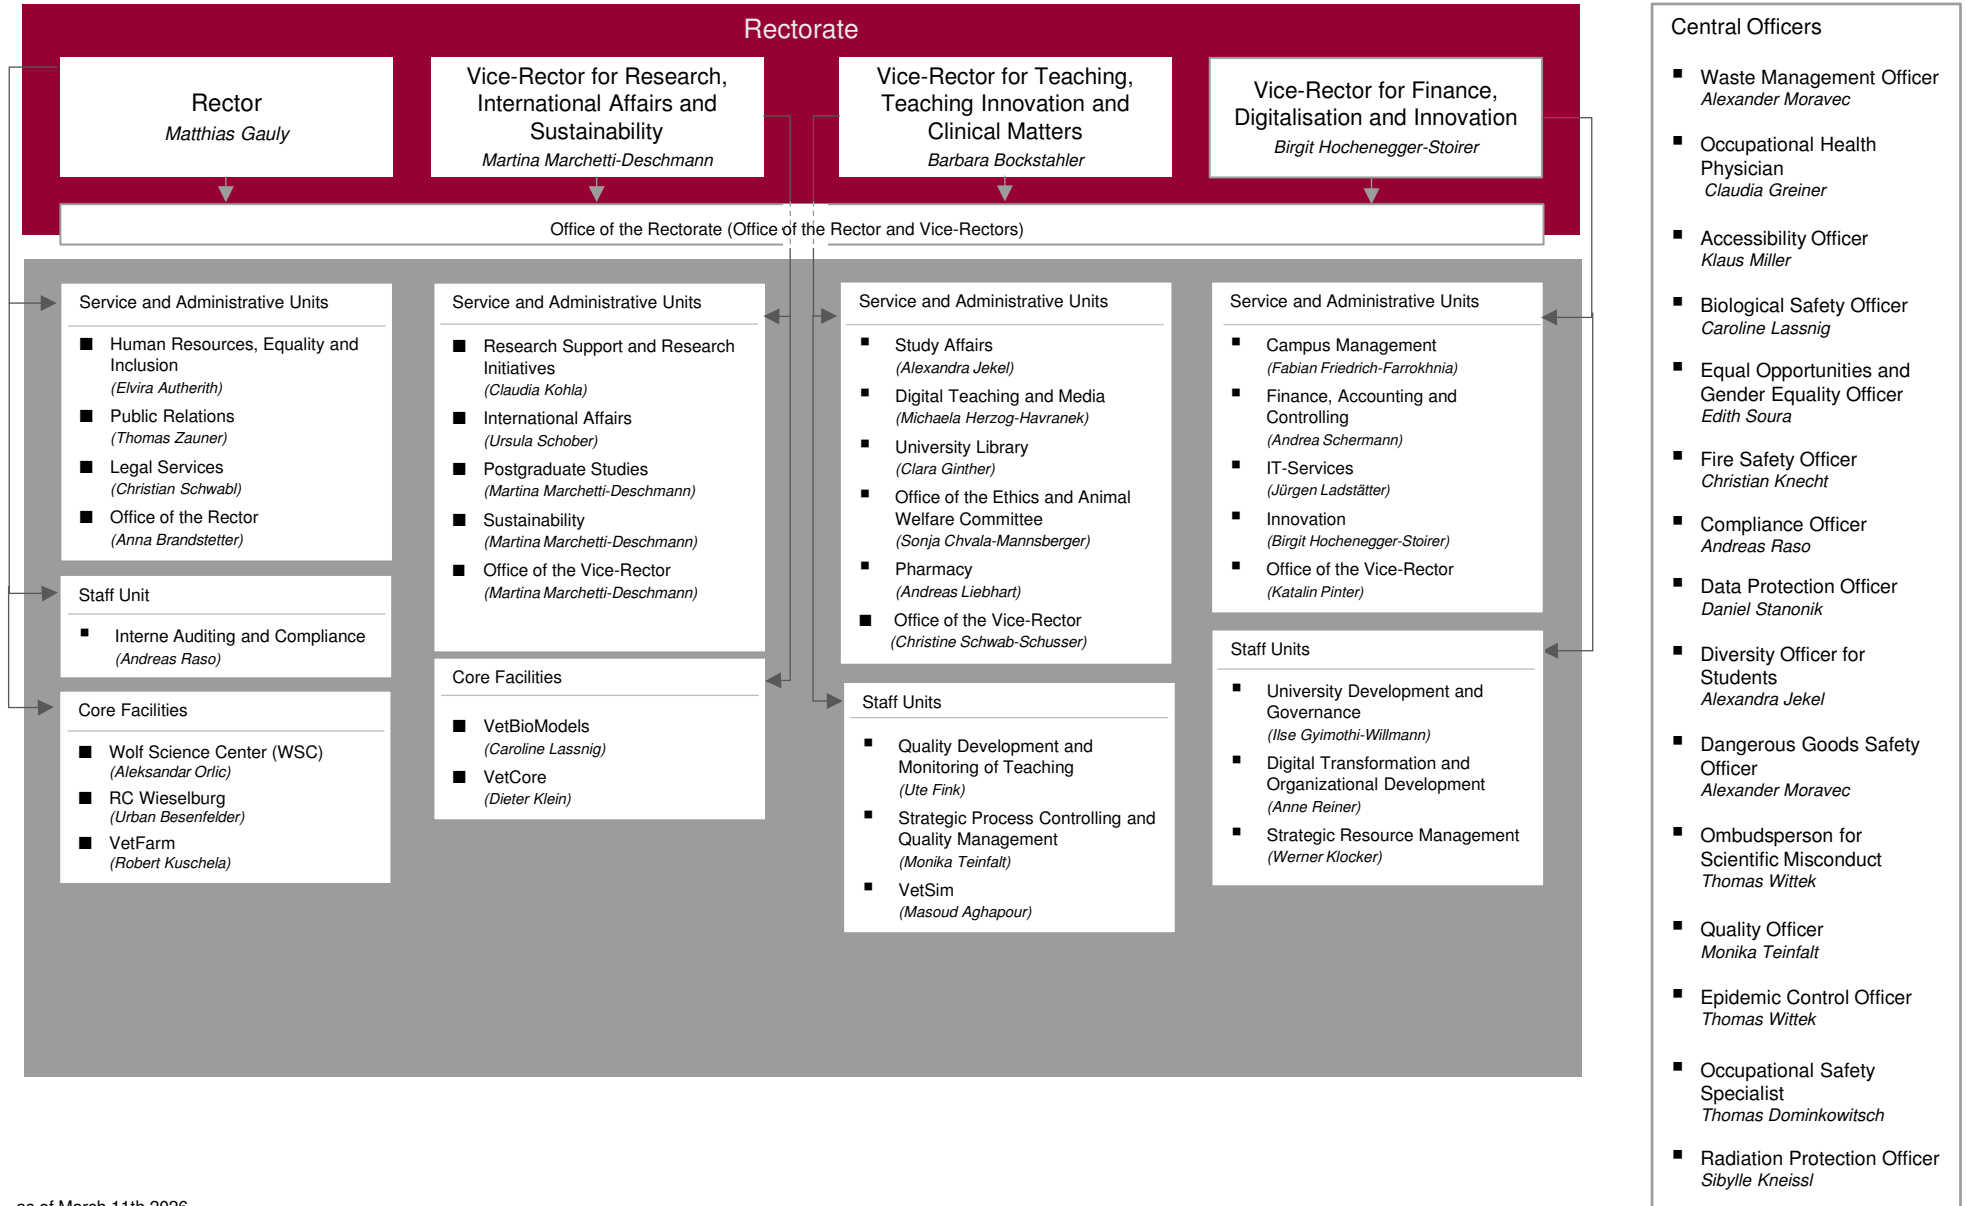 Rectorate
Rector
Matthias Gauly
Vice-Rector for Research,
International Affairs and
Sustainability
Martina Marchetti-Deschmann
Vice-Rector for Teaching,
Teaching Innovation and
Clinical Matters
Barbara Bockstahler
Vice-Rector for Finance,
Digitalisation and Innovation
Birgit Hochenegger-Stoirer
Office of the Rectorate (Office of the Rector and Vice-Rectors)
Service and Administrative Units
Human Resources, Equality and
Inclusion
(Elvira Autherith)
Public Relations
(Thomas Zauner)
Legal Services
(Christian Schwabl)
Office of the Rector
(Anna Brandstetter)
Staff Unit
Interne Auditing and Compliance
(Andreas Raso)
Core Facilities
Wolf Science Center (WSC)
(Aleksandar Orlic)
RC Wieselburg
(Urban Besenfelder)
VetFarm
(Robert Kuschela)
Service and Administrative Units
Research Support and Research
Initiatives
(Claudia Kohla)
International Affairs
(Ursula Schober)
Postgraduate Studies
(Martina Marchetti-Deschmann)
Sustainability
(Martina Marchetti-Deschmann)
Office of the Vice-Rector
(Martina Marchetti-Deschmann)
Core Facilities
VetBioModels
(Caroline Lassnig)
VetCore
(Dieter Klein)
Service and Administrative Units
Study Affairs
(Alexandra Jekel)
Digital Teaching and Media
(Michaela Herzog-Havranek)
University Library
(Clara Ginther)
Office of the Ethics and Animal
Welfare Committee
(Sonja Chvala-Mannsberger)
Pharmacy
(Andreas Liebhart)
Office of the Vice-Rector
(Christine Schwab-Schusser)
Staff Units
Quality Development and
Monitoring of Teaching
(Ute Fink)
Strategic Process Controlling and
Quality Management
(Monika Teinfalt)
VetSim
(Masoud Aghapour)
Service and Administrative Units
Campus Management
(Fabian Friedrich-Farrokhnia)
Finance, Accounting and
Controlling
(Andrea Schermann)
IT-Services
(Jürgen Ladstätter)
Innovation
(Birgit Hochenegger-Stoirer)
Office of the Vice-Rector
(Katalin Pinter)
Staff Units
University Development and
Governance
(Ilse Gyimothi-Willmann)
Digital Transformation and
Organizational Development
(Anne Reiner)
Strategic Resource Management
(Werner Klocker)
Central Officers
Waste Management Officer
Alexander Moravec
Occupational Health
Physician
Claudia Greiner
Accessibility Officer
Klaus Miller
Biological Safety Officer
Caroline Lassnig
Equal Opportunities and
Gender Equality Officer
Edith Soura
Fire Safety Officer
Christian Knecht
Compliance Officer
Andreas Raso
Data Protection Officer
Daniel Stanonik
Diversity Officer for
Students
Alexandra Jekel
Dangerous Goods Safety
Officer
Alexander Moravec
Ombudsperson for
Scientific Misconduct
Thomas Wittek
Quality Officer
Monika Teinfalt
Epidemic Control Officer
Thomas Wittek
Occupational Safety
Specialist
Thomas Dominkowitsch
Radiation Protection Officer
Sibylle Kneissl
as of March 11th 2026